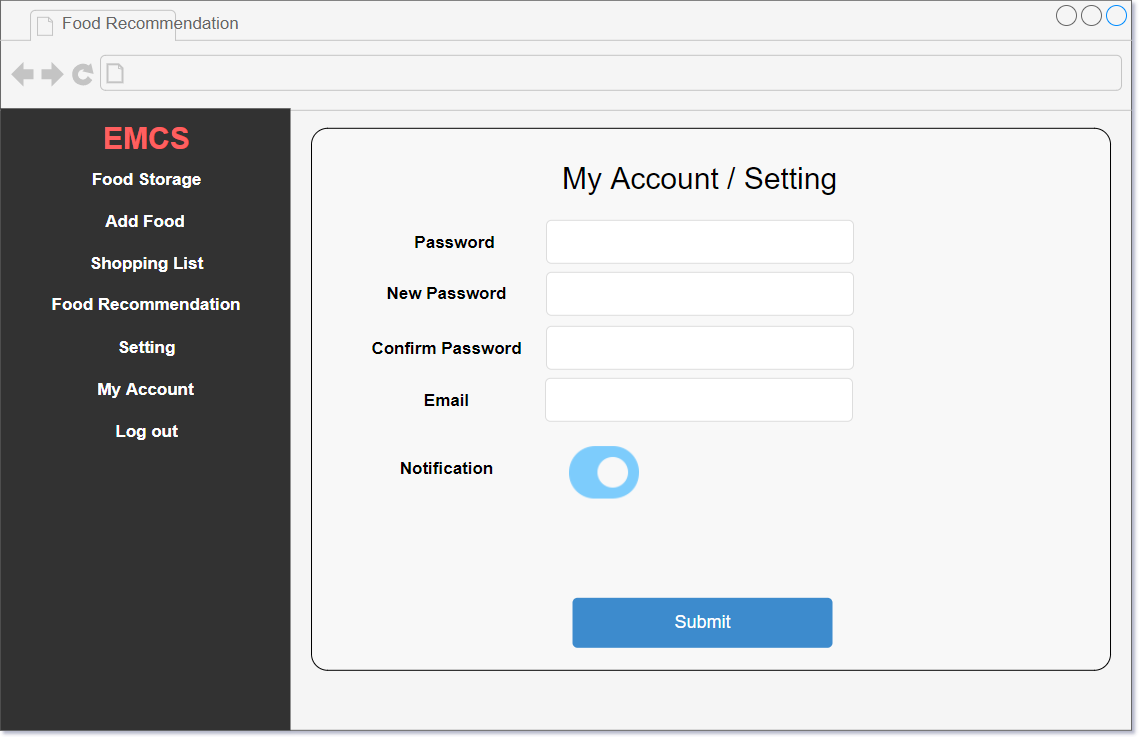 Food Recommendation
EMCS
Food Storage
Add Food
Shopping List
Food Recommendation
Setting
My Account
Log out
My Account / Setting
Password
New Password
Confirm Password
Email
Notification
Submit